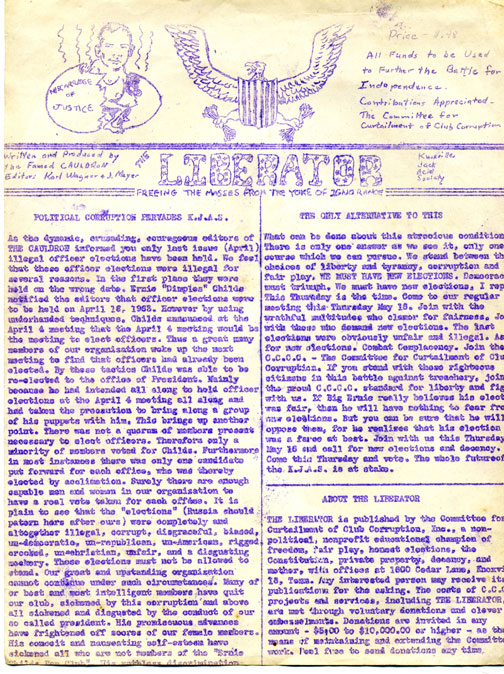 Price - $.98
All Funds to be Used
to Further the Battle for
Independence.
Contributions Appreciated.
The Committee for
Curtailment of Club Corruption
NEW AVENGER OF
JUSTICE
Written and Produced by
the Famed CAULDRON
Editors Karl Wagner & J. Mayer
THE
LIBERATOR
Knoxville
Jack
Acid
Society
FREEING THE MASSES FROM THE YOKE OF IGNORANCE
POLITICAL CORRUPTION PERVADES K.J.A.S.
As the dynamic, crusading, courageous editors of
THE CAULDRON informed you only last issue (April)
illegal officer elections have been held. We feel
that these officer elections were illegal for
several reasons. In the first place they were
held on the wrong date. Ernie "Dimples" Childs
notified the editors that officer elections were
to be held on April 18, 1963. However by using
underhanded techniques. Childs announced at the
April 4 meeting that the April 4 meeting would be
the meeting to elect officers. Thus a great many
members of our organization woke up the next
meeting to find that officers had already been
elected. By these tactics Childs was able to be
re-elected to the office of President. Mainly
because he had intended all along to hold officer
elections at the April 4 meeting all along and
had taken the precaution to bring along a group
of his puppets with him. This brings up another
point. There was not a quorum of members present
necessary to elect officers. Therefore only a
minority of members voted for Childs. Furthermore
in most instances there was only one candidate
put forward for each office, who was thereby
elected by acclimation. Surely there are enough
capable men and women in our organization to
have a real vote taken for each office. It is
plain to see that the "elections" (Russia should
patern hers after ours) were completely and
altogether illegal, corrupt, disgraceful, biased,
un-democratic, un-republican, un-American, rigged,
crooked, unchristian, unfair, and a disgusting
mockery. These elections must not be allowed to
stand. Our great and upstanding organization
cannot continue under such circumstances. Many of
our best and most intelligent members have quit
our club, sickened by this corruption and above
all sickened and disgusted by the conduct of our
so called president. His promiscuous advances
have frightened off scores of our female members.
His conceit and nauseating self-esteem have
sickened all who are not members of the "Ernie
Childs Fan Club". His ruthless discrimination
THE ONLY ALTERNATIVE TO THIS
What can be done about this atrocious condition
There is only one answer as we see it, only one
course which we can pursue. We stand between the
choices of liberty and tyranny, corruption and
fair play. WE MUST HAVE NEW ELECTIONS. Democra
must triumph. We must have new elections, I rep
This Thursday is the time. Come to our regula
meeting this Thursday May 16. Join with the
wrathful multitudes who clamor for fairness. Jo
with those who demand new elections. The last
elections were obviously unfair and illegal. As
for new elections. Combat Complacency. Join the
C.C.C.C. - The Committee for Curtailment of Clu
Corruption. If you stand with these righteous
citizens in this battle against treachery, join
the proud C.C.C.C. standard for liberty and fig
with us. If Big Ernie really believes his elect
was fair, then he will have nothing to fear fro
new elections. But you can be sure that he will
oppose them, for he realizes that his election
was a farce at best. Join with us this Thursday
May 16 and call for new elections and decency.
Come this Thursday and vote. The whole future of
the K.J.A.S. is at stake.
ABOUT THE LIBERATOR
THE LIBERATOR is published by the Committee for
Curtailment of Club Corruption, Inc., a non-
political, nonprofit educational champion of
freedom, fair play, honest elections, the
Constitution, private property, decency, and
mother, with offices at 1600 Cedar Lane, Knoxvi
18, Tenn. Any interested person may receive its
publications for the asking. The costs of C.C.C
projects and services, including THE LIBERATOR,
are met through voluntary donations and clever
embezelments. Donations are invited in any
amount - $5,00 to $10,000.00 or higher - as the
means of maintaining and extending the Committe
work. Feel free to send donations any time.